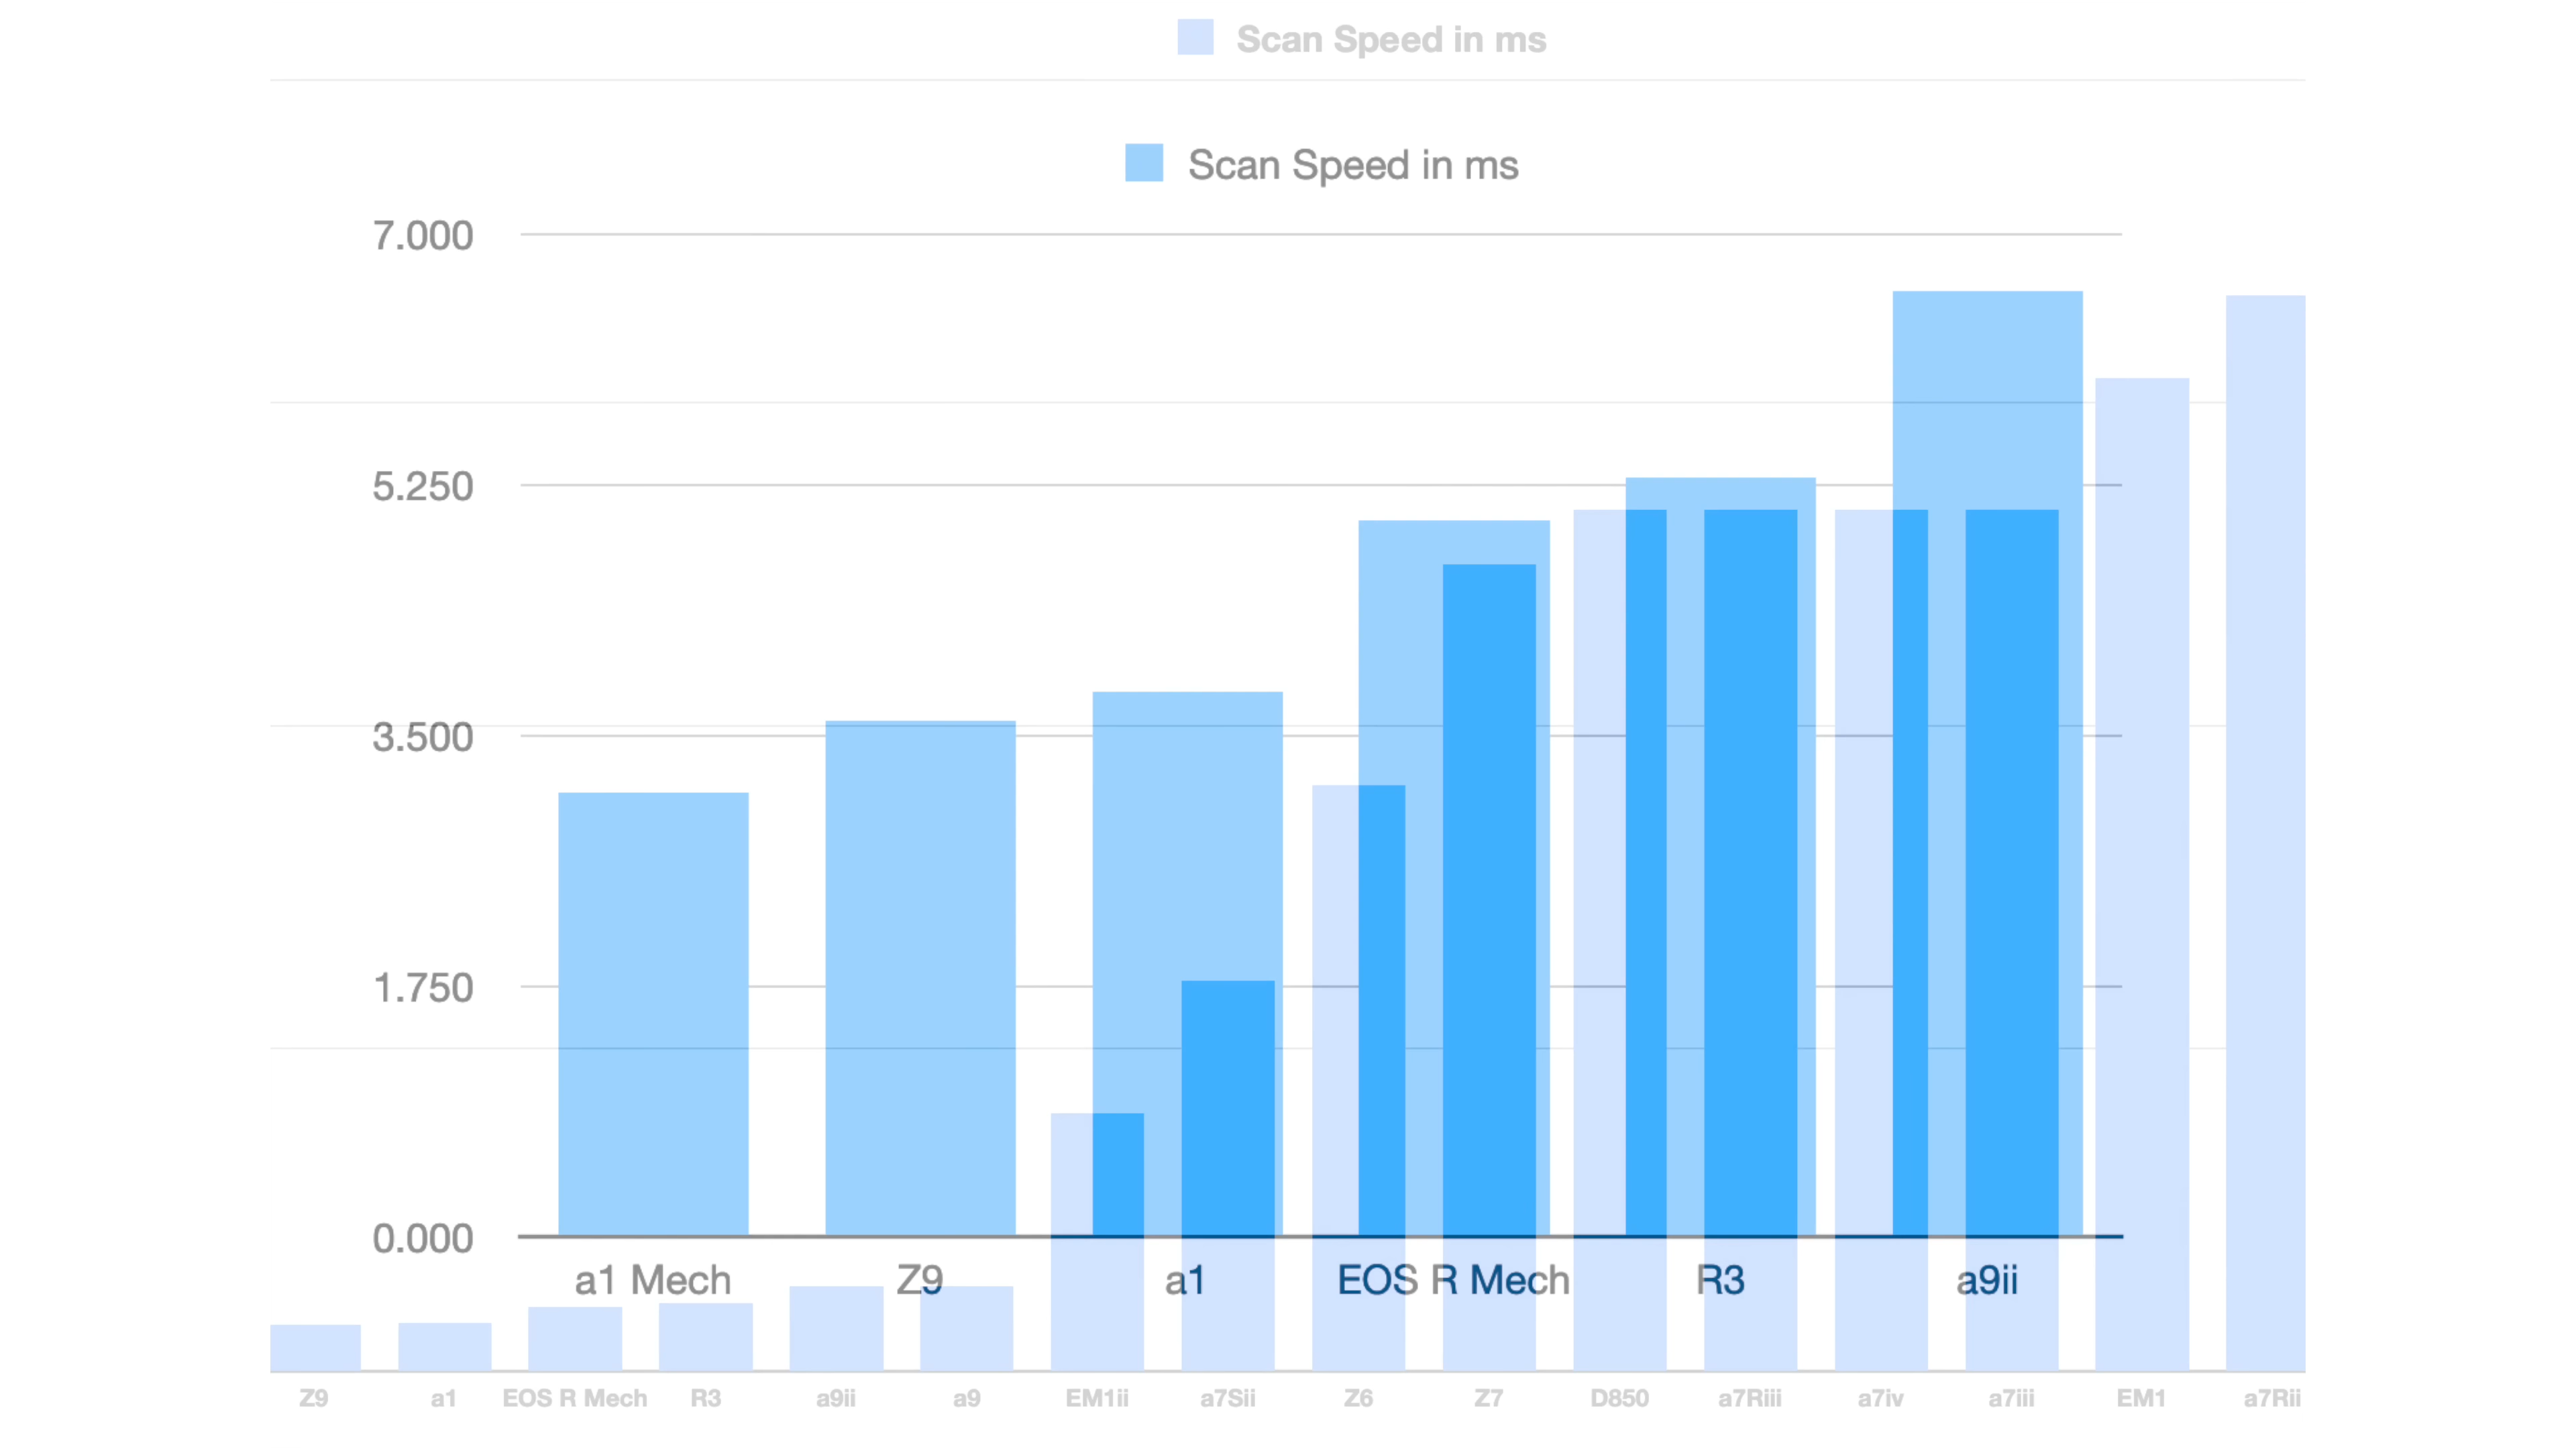 Scan Speed in ms
Scan Speed in ms
7.000
5.250
3.500
1.750
0.000
a1 Mech Z9 a1 EOS R Mech R3 a9ii
Z9 a1 EOS R Mech R3 a9ii a9 EM1ii a7Sii Z6 Z7 D850 a7Riii a7iv a7iii EM1 a7Rii